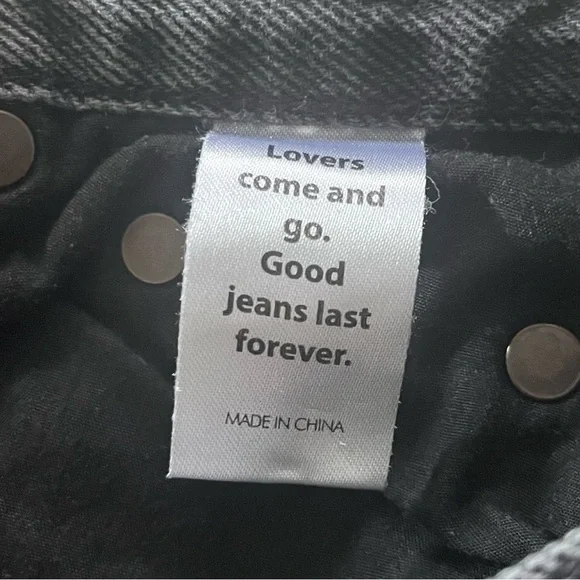 Lovers
come and
go.
Good
jeans last
forever.
MADE IN CHINA